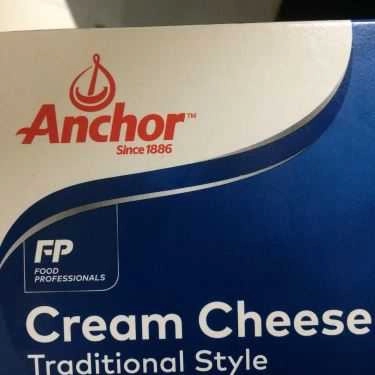 Anchor™
Since 1886
FP
FOOD
PROFESSIONALS
Cream Cheese
Traditional Style